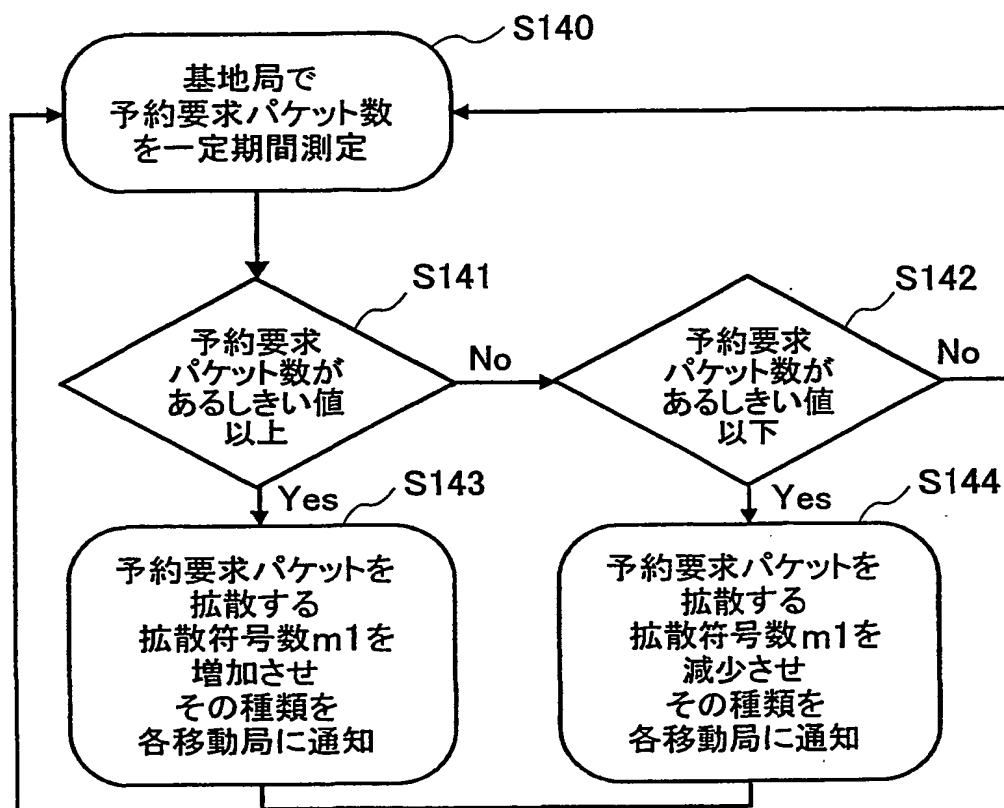 S140
基地局で
予約要求パケット数
を一定期間測定
S141
予約要求
パケット数が
あるしきい値
以上
No
Yes
S142
予約要求
パケット数が
あるしきい値
以下
No
Yes
S143
予約要求パケットを
拡散する
拡散符号数m1を
増加させ
その種類を
各移動局に通知
S144
予約要求パケットを
拡散する
拡散符号数m1を
減少させ
その種類を
各移動局に通知